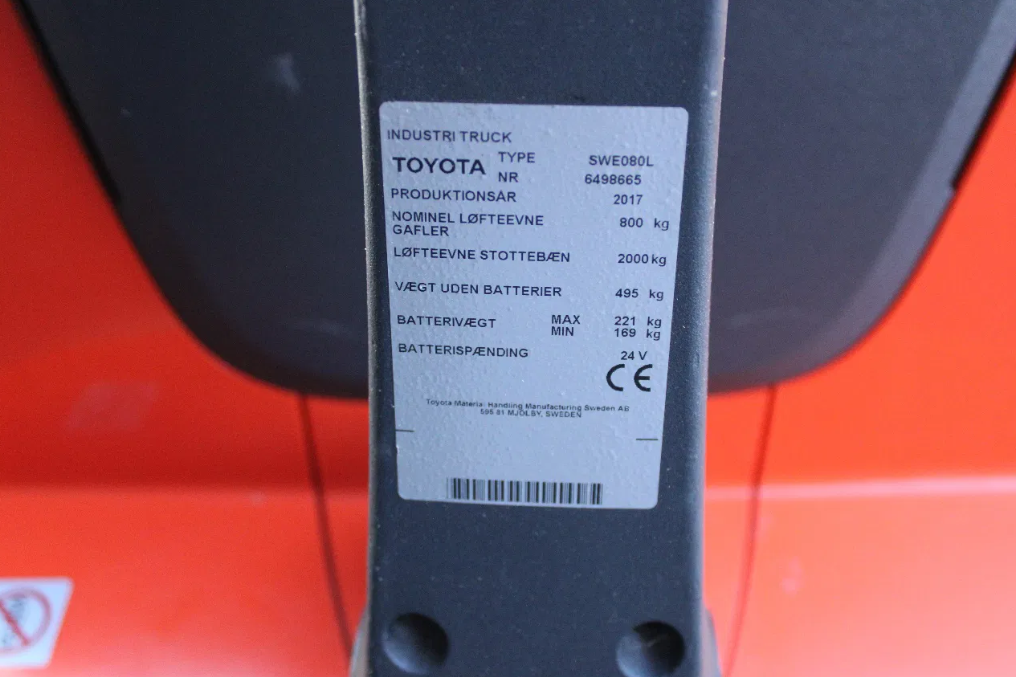 INDUSTRI TRUCK
TOYOTA TYPE SWE080L
NR 6498665
PRODUKTIONSAR 2017
NOMINEL LØFTEEVNE 800 kg
GAFLER
LØFTEEVNE STOTTEBÆN 2000 kg
VÆGT UDEN BATTERIER 495 kg
BATTERIVÆGT MAX 221 kg
MIN 169 kg
BATTERISPÆNDING 24 V
CE
Toyota Material Handling Manufacturing Sweden AB
595 81 MJÖLBY, SWEDEN